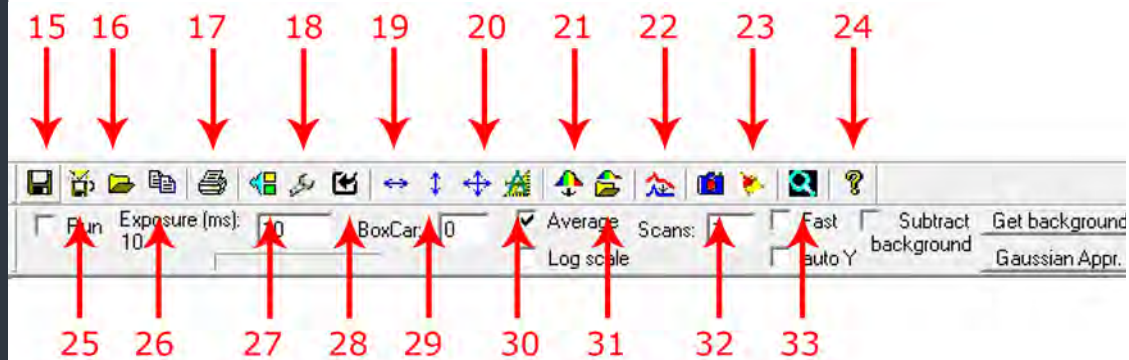 15 16 17 18 19 20 21 22 23 24
Run Exposure (ms): 10 BoxCar: 0 Average Scans: Fast Subtract background Get background
10 Log scale auto Y Gaussian Appr.
25 26 27 28 29 30 31 32 33